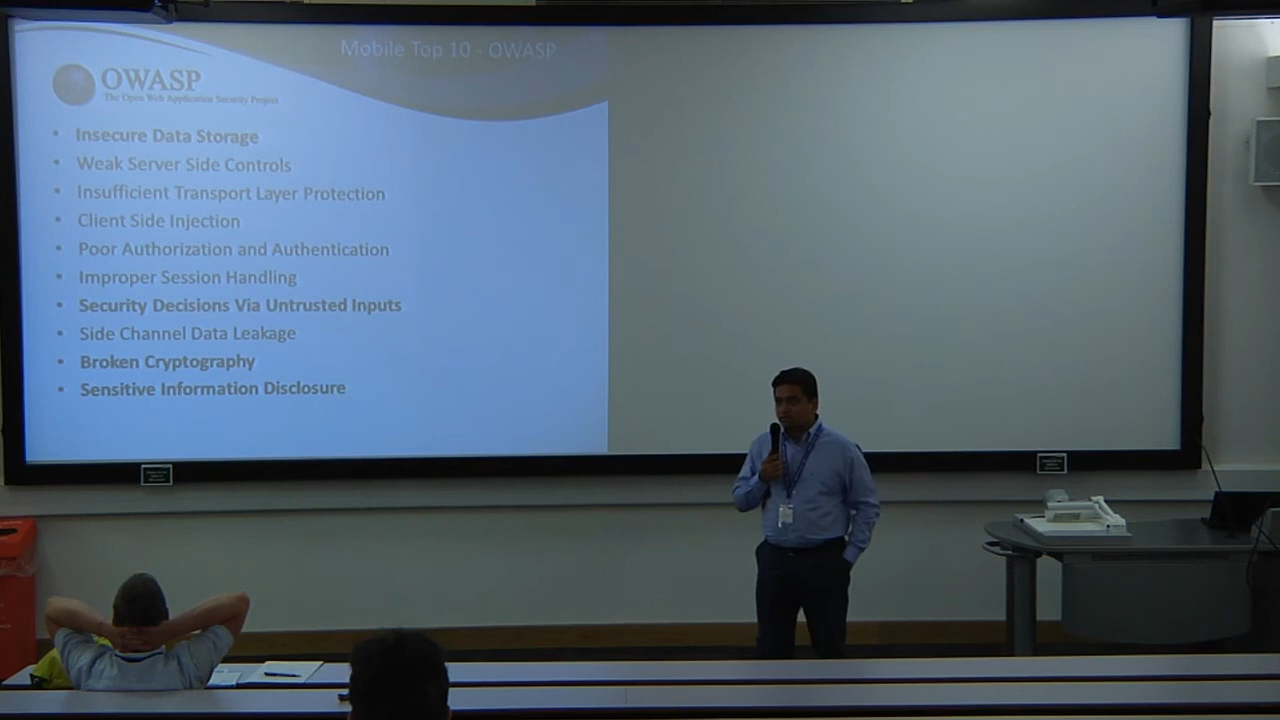 Mobile Top 10 - OWASP
OWASP
The Open Web Application Security Project
• Insecure Data Storage
• Weak Server Side Controls
• Insufficient Transport Layer Protection
• Client Side Injection
• Poor Authorization and Authentication
• Improper Session Handling
• Security Decisions Via Untrusted Inputs
• Side Channel Data Leakage
• Broken Cryptography
• Sensitive Information Disclosure